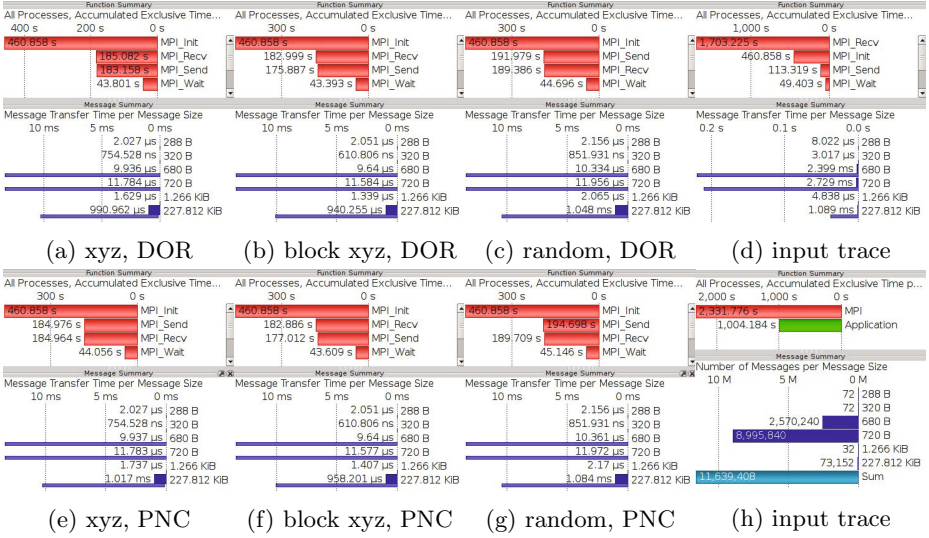 Function Summary
All Processes, Accumulated Exclusive Time...
400 s 200 s 0 s
460.858 s MPI_Init
185.082 s MPI_Recv
183.158 s MPI_Send
43.801 s MPI_Wait
Message Summary
Message Transfer Time per Message Size
10 ms 5 ms 0 ms
2.027 µs 288 B
754.528 ns 320 B
9.936 µs 680 B
11.784 µs 720 B
1.629 µs 1.266 KiB
990.962 µs 227.812 KiB
(a) xyz, DOR
Function Summary
All Processes, Accumulated Exclusive Time...
300 s 0 s
460.858 s MPI_Init
182.999 s MPI_Recv
175.887 s MPI_Send
43.393 s MPI_Wait
Message Summary
Message Transfer Time per Message Size
10 ms 5 ms 0 ms
2.051 µs 288 B
610.806 ns 320 B
9.64 µs 680 B
11.584 µs 720 B
1.339 µs 1.266 KiB
940.255 µs 227.812 KiB
(b) block xyz, DOR
Function Summary
All Processes, Accumulated Exclusive Time...
300 s 0 s
460.858 s MPI_Init
191.979 s MPI_Send
189.386 s MPI_Recv
44.696 s MPI_Wait
Message Summary
Message Transfer Time per Message Size
10 ms 5 ms 0 ms
2.156 µs 288 B
851.931 ns 320 B
10.334 µs 680 B
11.956 µs 720 B
2.065 µs 1.266 KiB
1.048 ms 227.812 KiB
(c) random, DOR
Function Summary
All Processes, Accumulated Exclusive Time...
1,000 s 0 s
1,703.225 s MPI_Recv
460.858 s MPI_Init
113.319 s MPI_Send
49.403 s MPI_Wait
Message Summary
Message Transfer Time per Message Size
0.2 s 0.1 s 0.0 s
8.022 µs 288 B
3.017 µs 320 B
2.399 ms 680 B
2.729 ms 720 B
4.838 µs 1.266 KiB
1.089 ms 227.812 KiB
(d) input trace
Function Summary
All Processes, Accumulated Exclusive Time...
300 s 0 s
460.858 s MPI_Init
184.976 s MPI_Send
184.964 s MPI_Recv
44.056 s MPI_Wait
Message Summary
Message Transfer Time per Message Size
10 ms 5 ms 0 ms
2.027 µs 288 B
754.528 ns 320 B
9.937 µs 680 B
11.783 µs 720 B
1.737 µs 1.266 KiB
1.017 ms 227.812 KiB
(e) xyz, PNC
Function Summary
All Processes, Accumulated Exclusive Time...
300 s 0 s
460.858 s MPI_Init
182.886 s MPI_Recv
177.012 s MPI_Send
43.609 s MPI_Wait
Message Summary
Message Transfer Time per Message Size
10 ms 5 ms 0 ms
2.051 µs 288 B
610.806 ns 320 B
9.64 µs 680 B
11.577 µs 720 B
1.407 µs 1.266 KiB
958.201 µs 227.812 KiB
(f) block xyz, PNC
Function Summary
All Processes, Accumulated Exclusive Time...
300 s 0 s
460.858 s MPI_Init
194.698 s MPI_Send
189.709 s MPI_Recv
45.146 s MPI_Wait
Message Summary
Message Transfer Time per Message Size
10 ms 5 ms 0 ms
2.156 µs 288 B
851.931 ns 320 B
10.361 µs 680 B
11.972 µs 720 B
2.17 µs 1.266 KiB
1.084 ms 227.812 KiB
(g) random, PNC
Function Summary
All Processes, Accumulated Exclusive Time p...
2,000 s 1,000 s 0 s
2,331.776 s MPI
1,004.184 s Application
Message Summary
Number of Messages per Message Size
10 M 5 M 0 M
72 288 B
72 320 B
2,570,240 680 B
8,995,840 720 B
32 1.266 KiB
73,152 227.812 KiB
11,639,408 Sum
(h) input trace